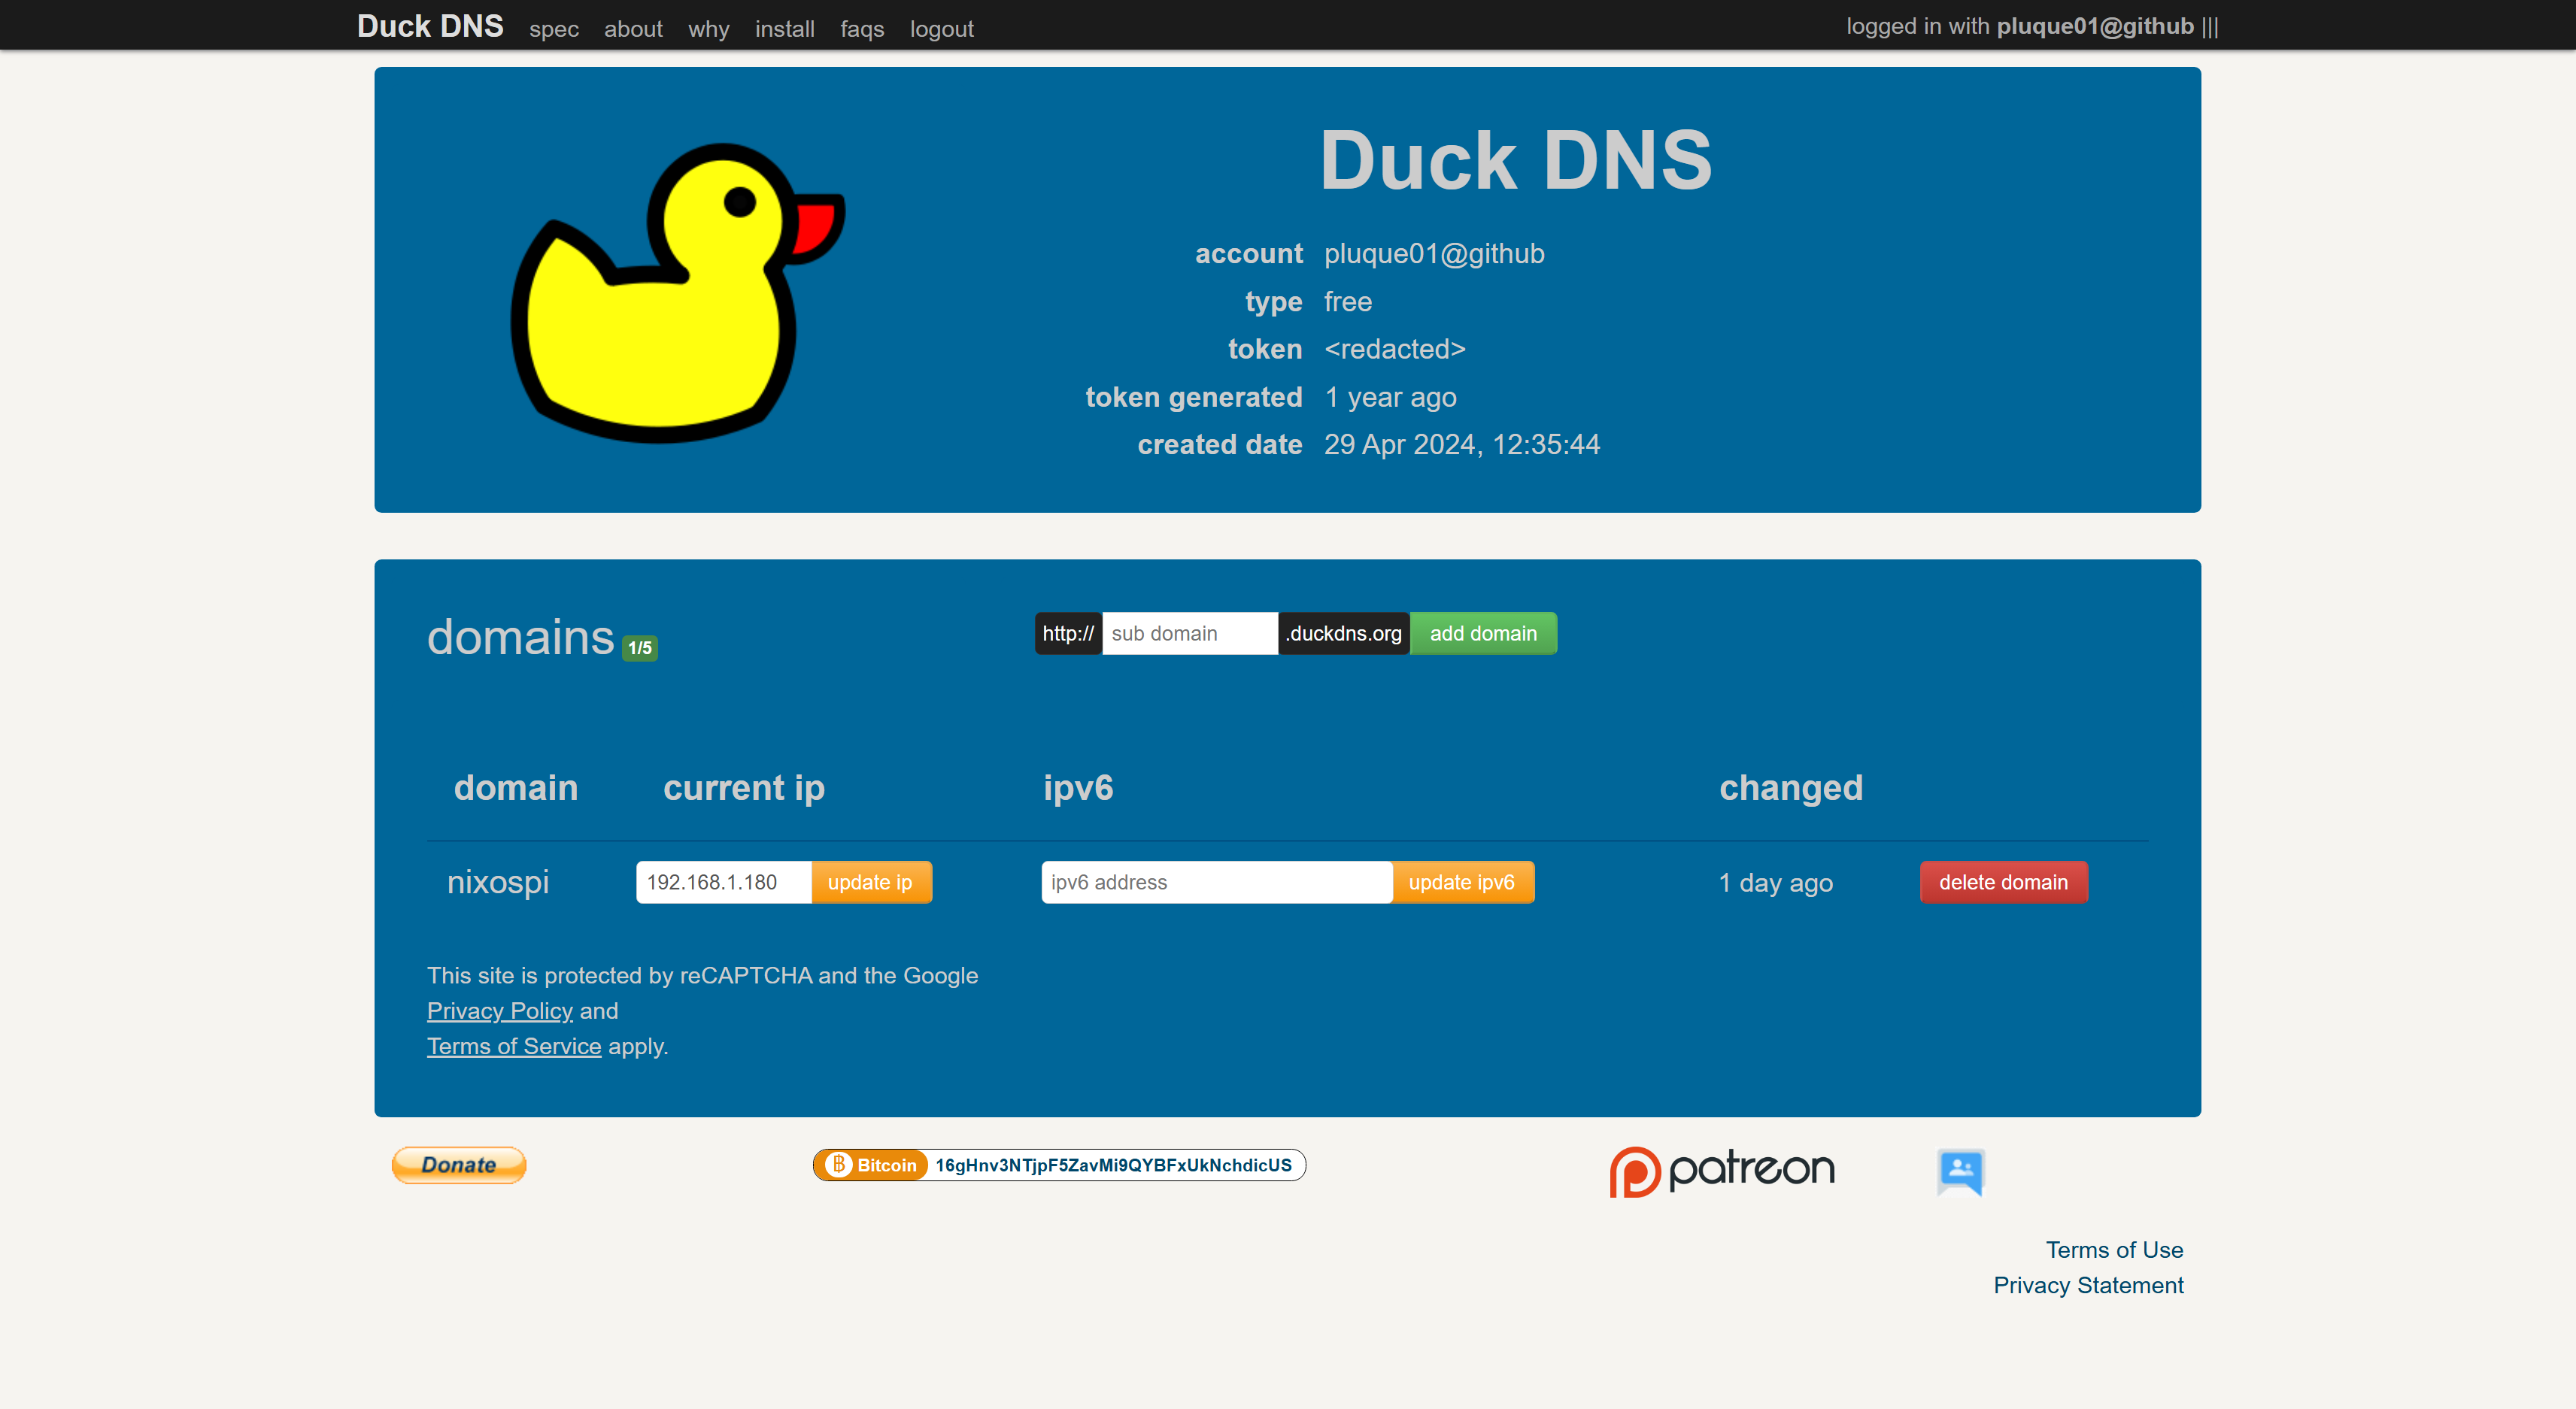 Duck DNS spec about why install faqs logout logged in with pluque01@github |||
Duck DNS
account pluque01@github
type free
token <redacted>
token generated 1 year ago
created date 29 Apr 2024, 12:35:44
domains 1/5 http:// sub domain .duckdns.org add domain
domain current ip ipv6 changed
nixospi 192.168.1.180 update ip ipv6 address update ipv6 1 day ago delete domain
This site is protected by reCAPTCHA and the Google
Privacy Policy and
Terms of Service apply.
Donate Bitcoin 16gHnv3NTjpF5ZavMi9QYBFxUkNchdicUS patreon
Terms of Use
Privacy Statement